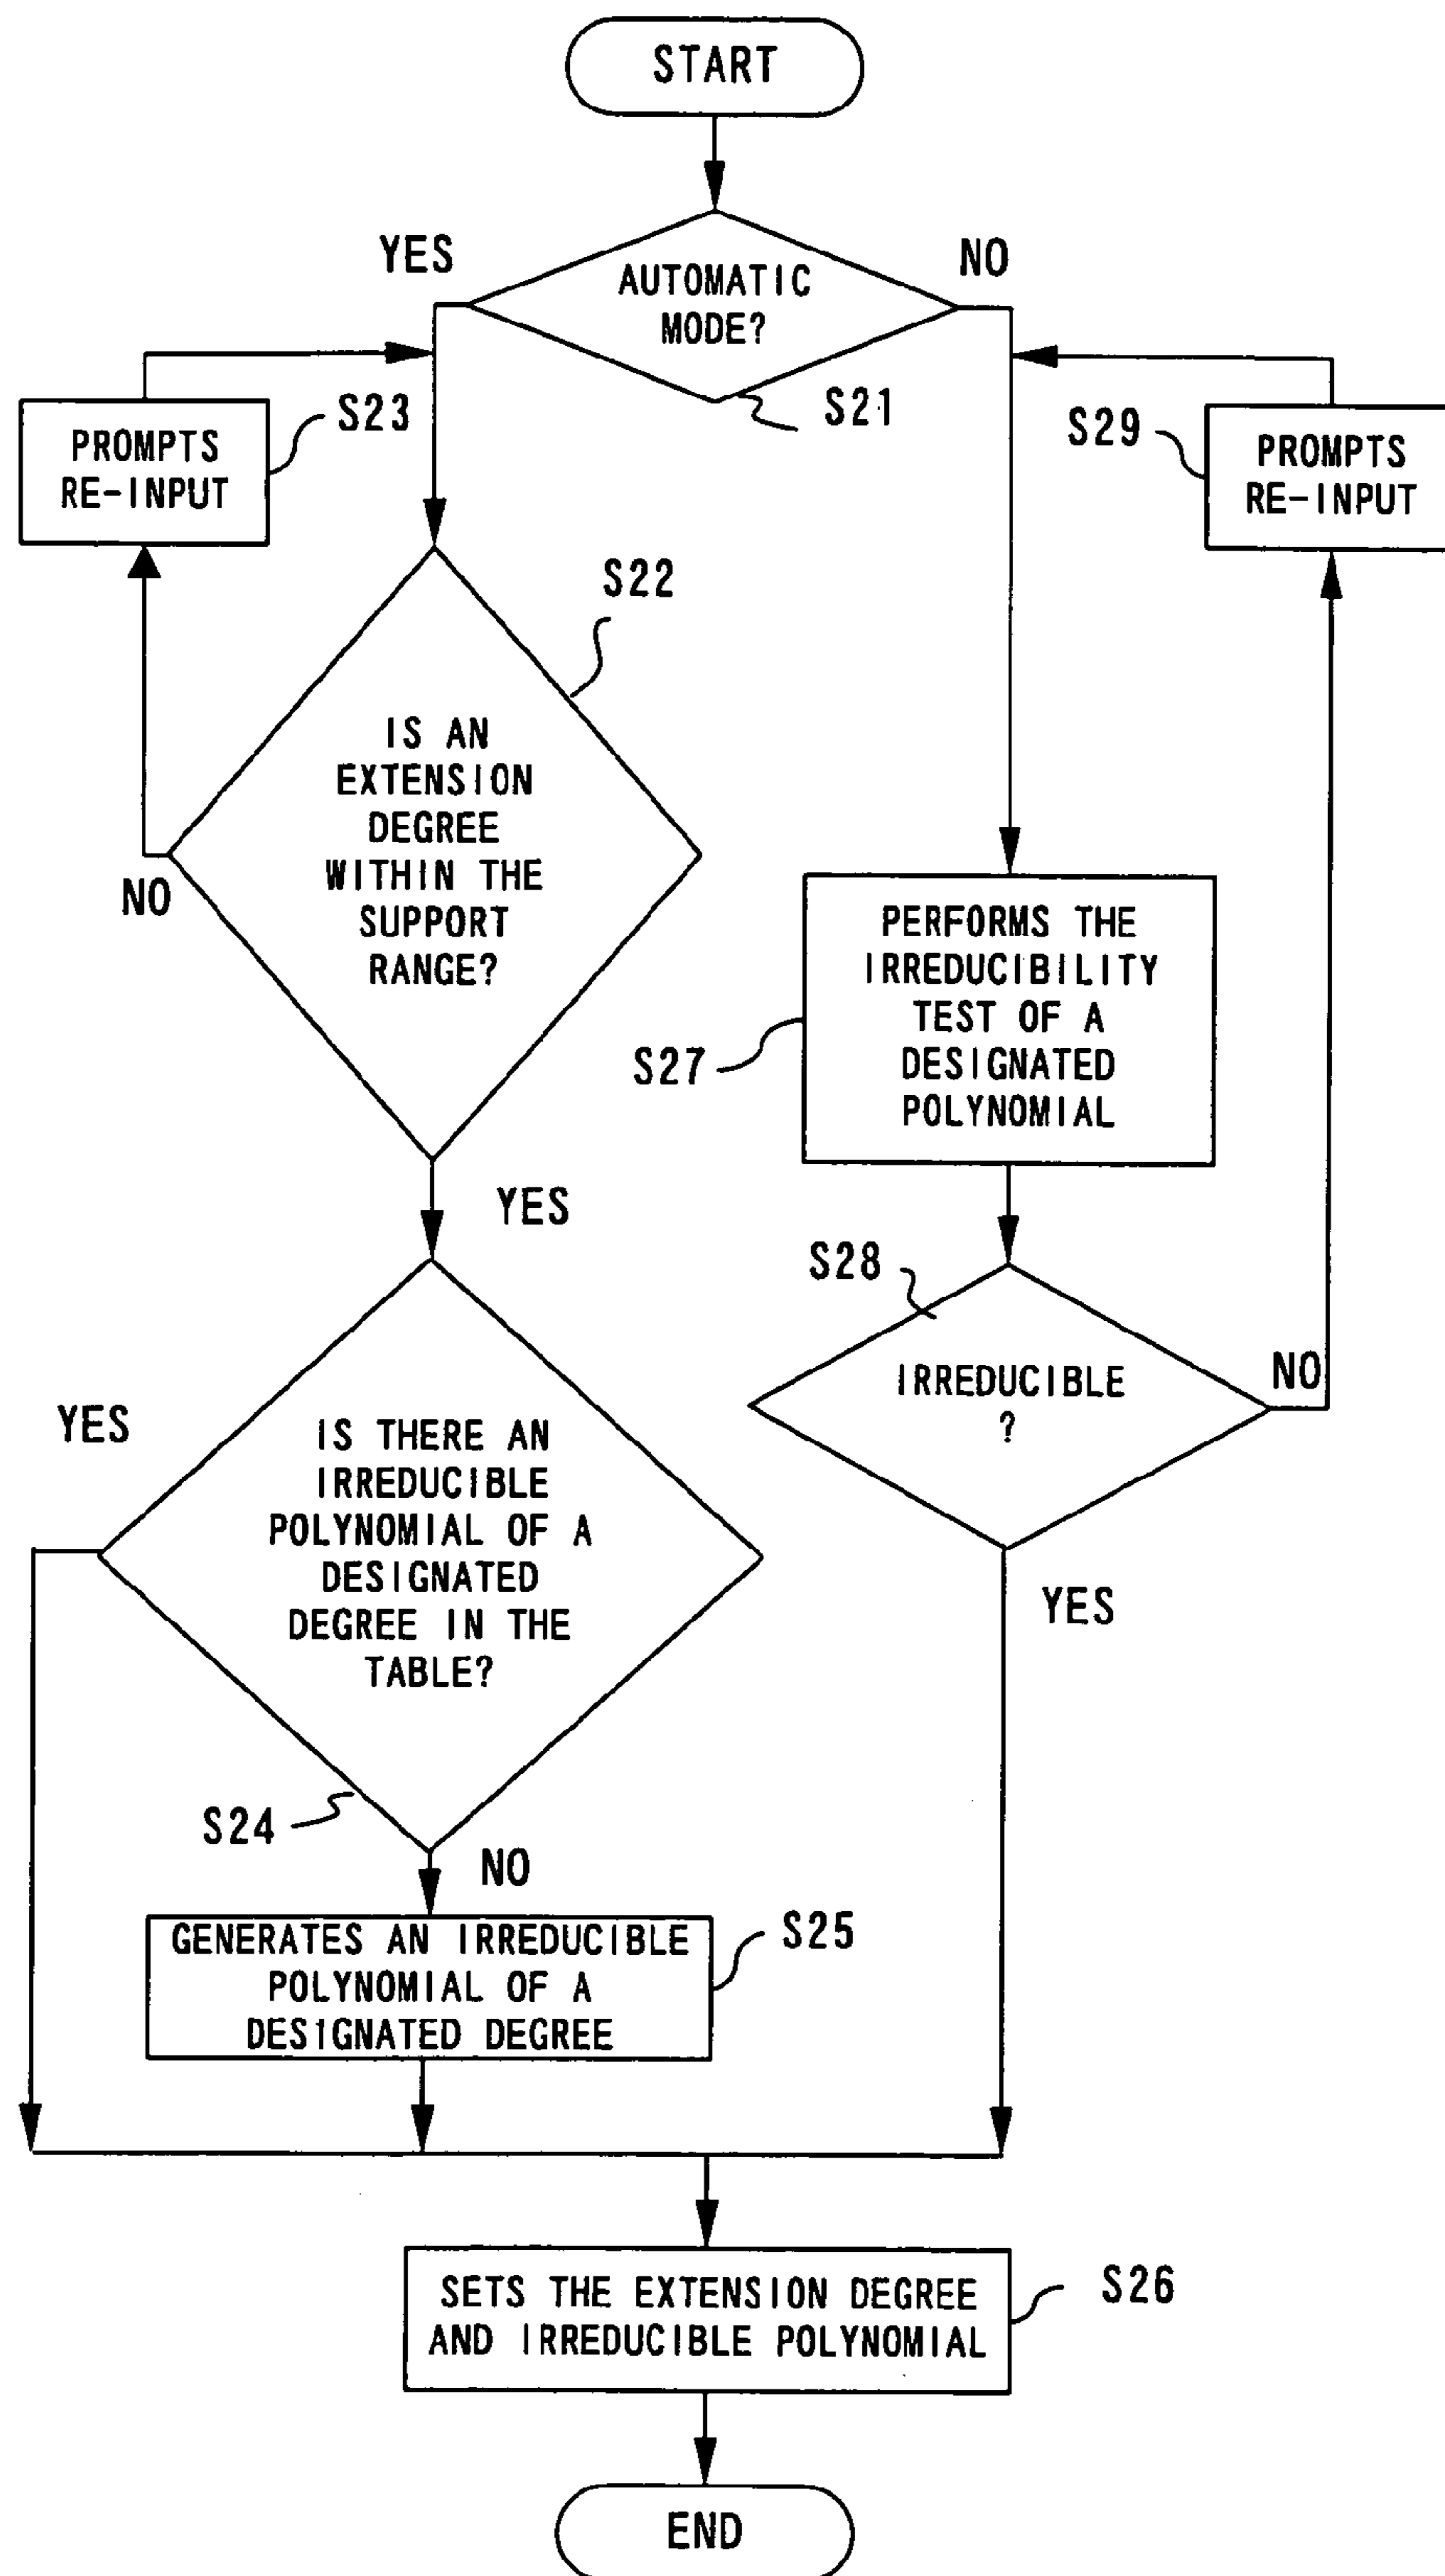 START
YES
NO
AUTOMATIC
MODE?
S21
S23
PROMPTS
RE-INPUT
S29
PROMPTS
RE-INPUT
S22
IS AN
EXTENSION
DEGREE
WITHIN THE
SUPPORT
RANGE?
NO
YES
PERFORMS THE
IRREDUCIBILITY
TEST OF A
DESIGNATED
POLYNOMIAL
S27
S28
IRREDUCIBLE
?
NO
YES
YES
IS THERE AN
IRREDUCIBLE
POLYNOMIAL OF A
DESIGNATED
DEGREE IN THE
TABLE?
S24
NO
GENERATES AN IRREDUCIBLE
POLYNOMIAL OF A
DESIGNATED DEGREE
S25
SETS THE EXTENSION DEGREE
AND IRREDUCIBLE POLYNOMIAL
S26
END